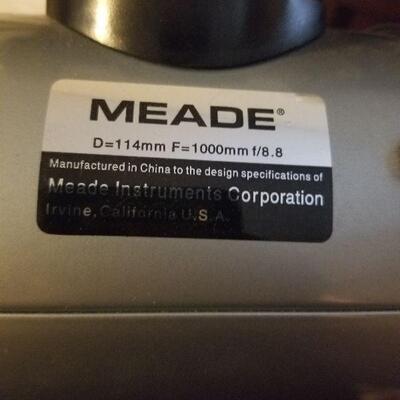 MEADE®
D=114mm F=1000mm f/8.8
Manufactured in China to the design specifications of
Meade Instruments Corporation
Irvine, California U.S.A.